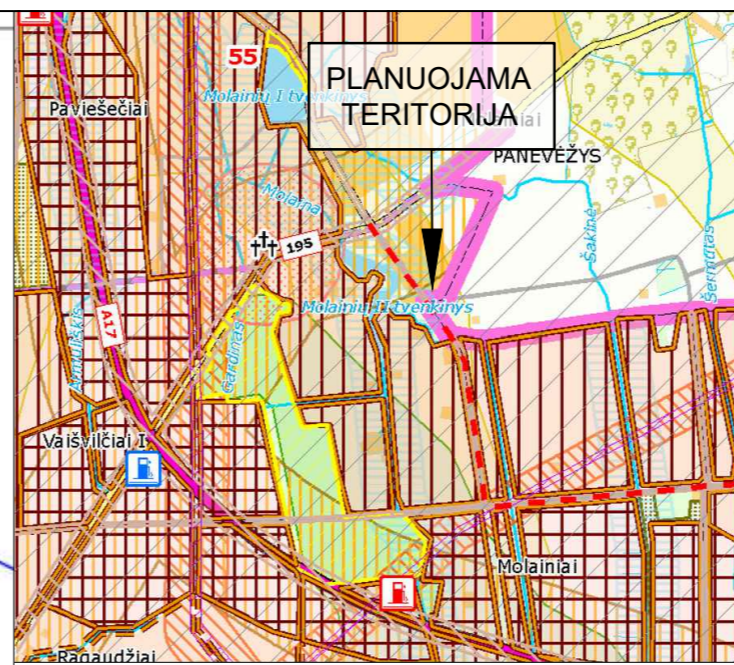 55
PLANUOJAMA
TERITORIJA
Paviešečiai
Molainių I tvenkinys
PANEVĖŽYS
Molaina
195
Šakinė
Šermutas
Molainių II tvenkinys
A17
Gardinas
Vaišvilčiai I
Molainiai
Ragaudžiai